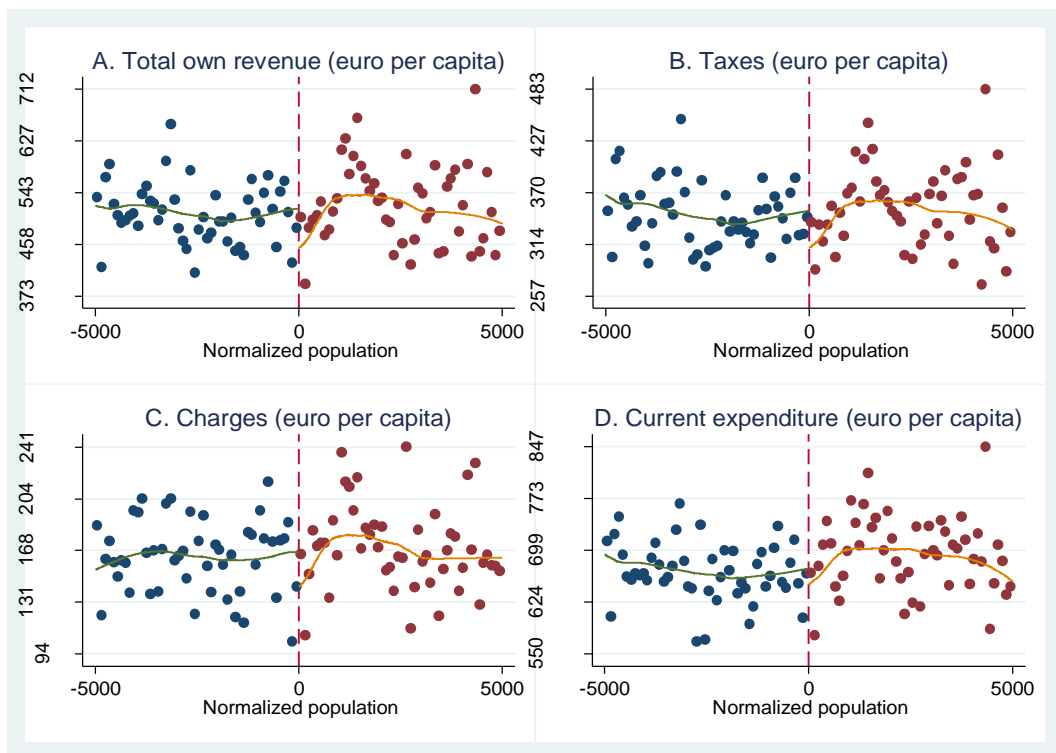 A. Total own revenue (euro per capita)
712
627
543
458
373
-5000 0 5000
Normalized population
B. Taxes (euro per capita)
483
427
370
314
257
-5000 0 5000
Normalized population
C. Charges (euro per capita)
241
204
168
131
94
-5000 0 5000
Normalized population
D. Current expenditure (euro per capita)
847
773
699
624
550
-5000 0 5000
Normalized population